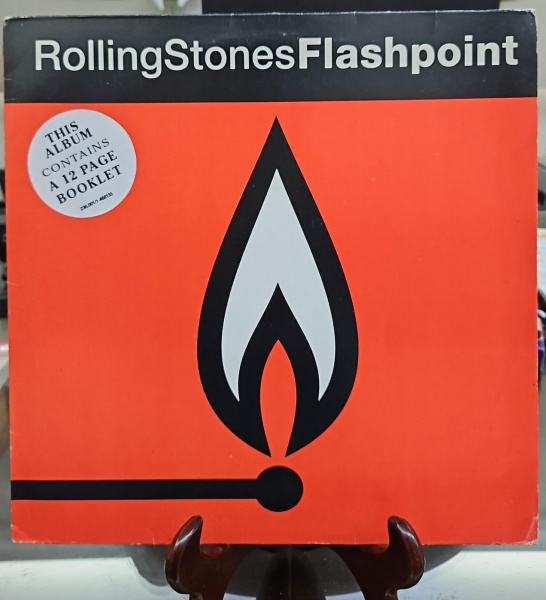 RollingStonesFlashpoint
THIS
ALBUM
CONTAINS
A 12 PAGE
BOOKLET